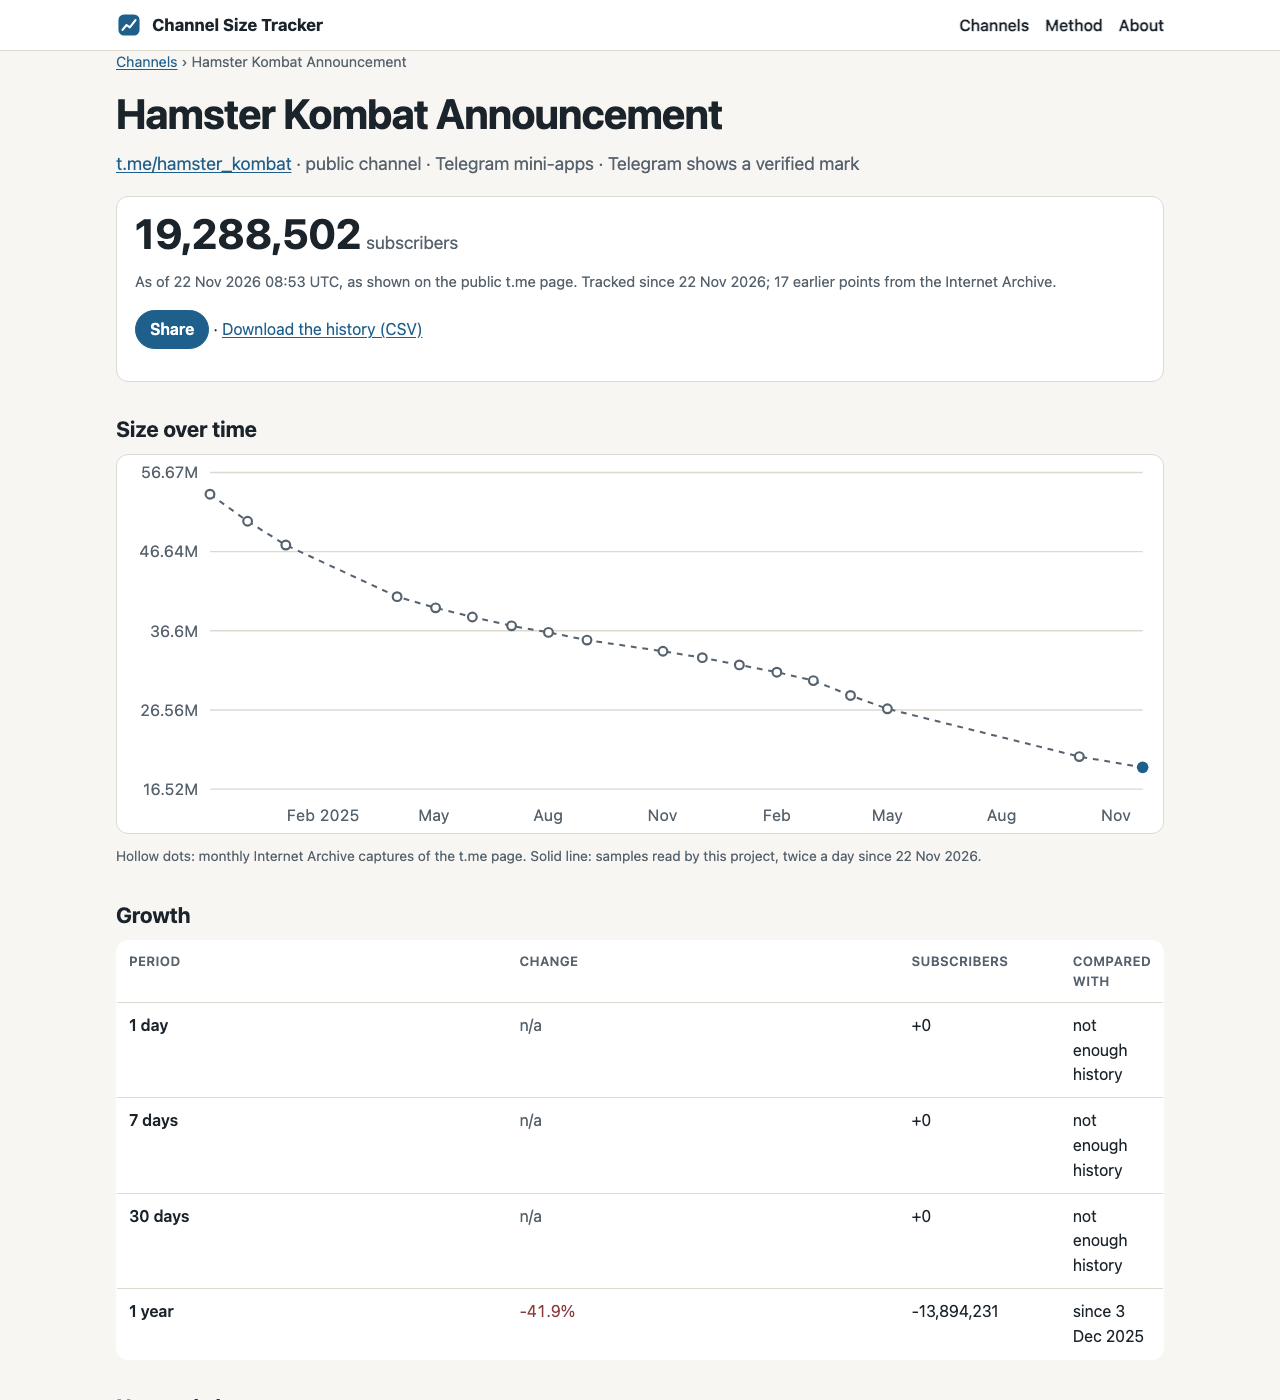 Channel Size Tracker
Channels Method About
Channels › Hamster Kombat Announcement
Hamster Kombat Announcement
t.me/hamster_kombat · public channel · Telegram mini-apps · Telegram shows a verified mark
19,288,502 subscribers
As of 22 Nov 2026 08:53 UTC, as shown on the public t.me page. Tracked since 22 Nov 2026; 17 earlier points from the Internet Archive.
Share · Download the history (CSV)
Size over time
56.67M
46.64M
36.6M
26.56M
16.52M
Feb 2025 May Aug Nov Feb May Aug Nov
Hollow dots: monthly Internet Archive captures of the t.me page. Solid line: samples read by this project, twice a day since 22 Nov 2026.
Growth
PERIOD CHANGE SUBSCRIBERS COMPARED
WITH
1 day n/a +0 not
enough
history
7 days n/a +0 not
enough
history
30 days n/a +0 not
enough
history
1 year -41.9% -13,894,231 since 3
Dec 2025